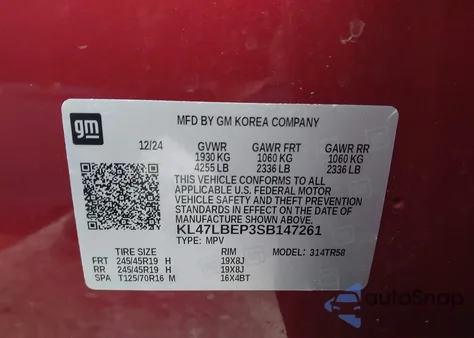 gm
MFD BY GM KOREA COMPANY
12/24 GVWR GAWR FRT GAWR RR
1930 KG 1060 KG 1060 KG
4255 LB 2336 LB 2336 LB
THIS VEHICLE CONFORMS TO ALL
APPLICABLE U.S. FEDERAL MOTOR
VEHICLE SAFETY, BUMPER, AND THEFT PREVENTION
STANDARDS IN EFFECT ON THE DATE OF
MANUFACTURE SHOWN ABOVE.
KL47LBEP3SB147261
TYPE: MPV MODEL: 314TR58
TIRE SIZE RIM
FRT 245/45R19 H 19X8J
RR 245/45R19 H 19X8J
SPA T125/70R16 M 16X4BT
autoSnap